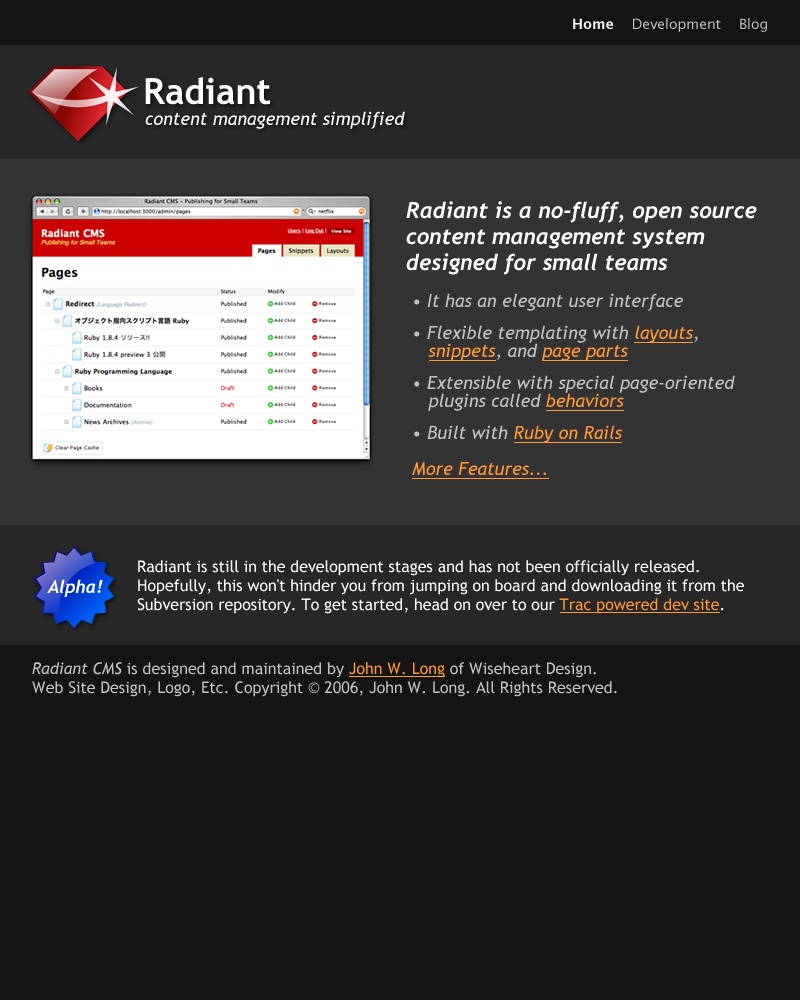 Home Development Blog
Radiant
content management simplified
Radiant CMS - Publishing for Small Teams
http://localhost:3000/admin/pages
netflix
Radiant CMS
Publishing for Small Teams
Users | Log Out | View Site
Pages Snippets Layouts
Pages
Page Status Modify
Redirect (Language Redirect) Published Add Child Remove
オブジェクト指向スクリプト言語 Ruby Published Add Child Remove
Ruby 1.8.4 リリース!! Published Add Child Remove
Ruby 1.8.4 preview 3 公開 Published Add Child Remove
Ruby Programming Language Published Add Child Remove
Books Draft Add Child Remove
Documentation Draft Add Child Remove
News Archives (Archive) Published Add Child Remove
Clear Page Cache
Radiant is a no-fluff, open source
content management system
designed for small teams
• It has an elegant user interface
• Flexible templating with layouts,
snippets, and page parts
• Extensible with special page-oriented
plugins called behaviors
• Built with Ruby on Rails
More Features...
Alpha!
Radiant is still in the development stages and has not been officially released.
Hopefully, this won't hinder you from jumping on board and downloading it from the
Subversion repository. To get started, head on over to our Trac powered dev site.
Radiant CMS is designed and maintained by John W. Long of Wiseheart Design.
Web Site Design, Logo, Etc. Copyright © 2006, John W. Long. All Rights Reserved.